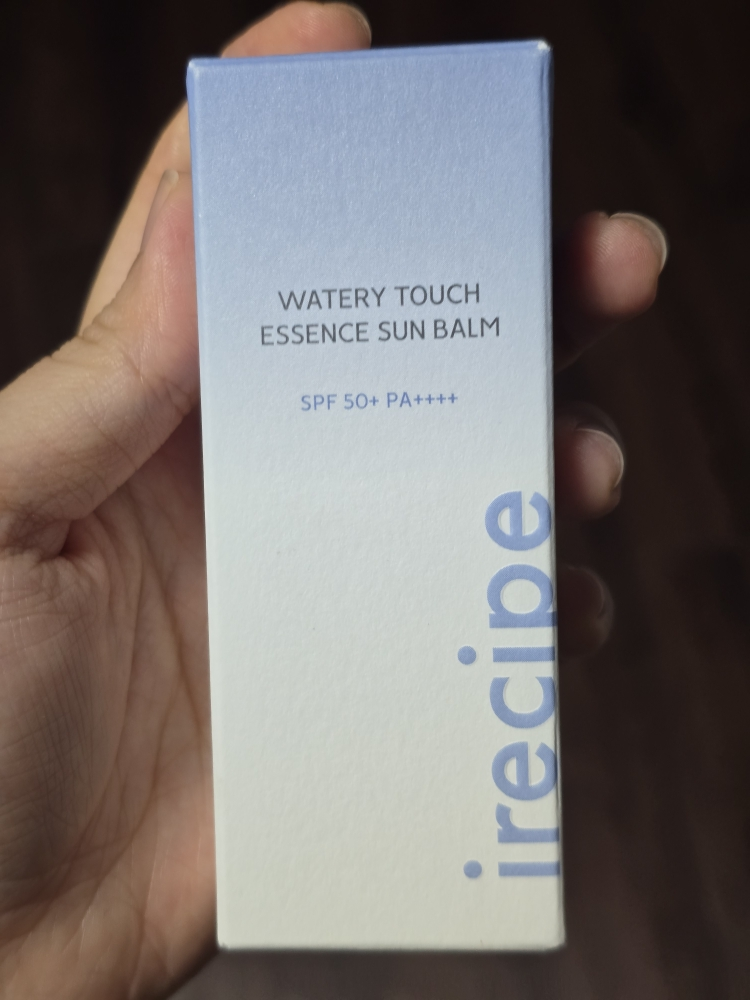 WATERY TOUCH
ESSENCE SUN BALM
SPF 50+ PA++++
irecipe